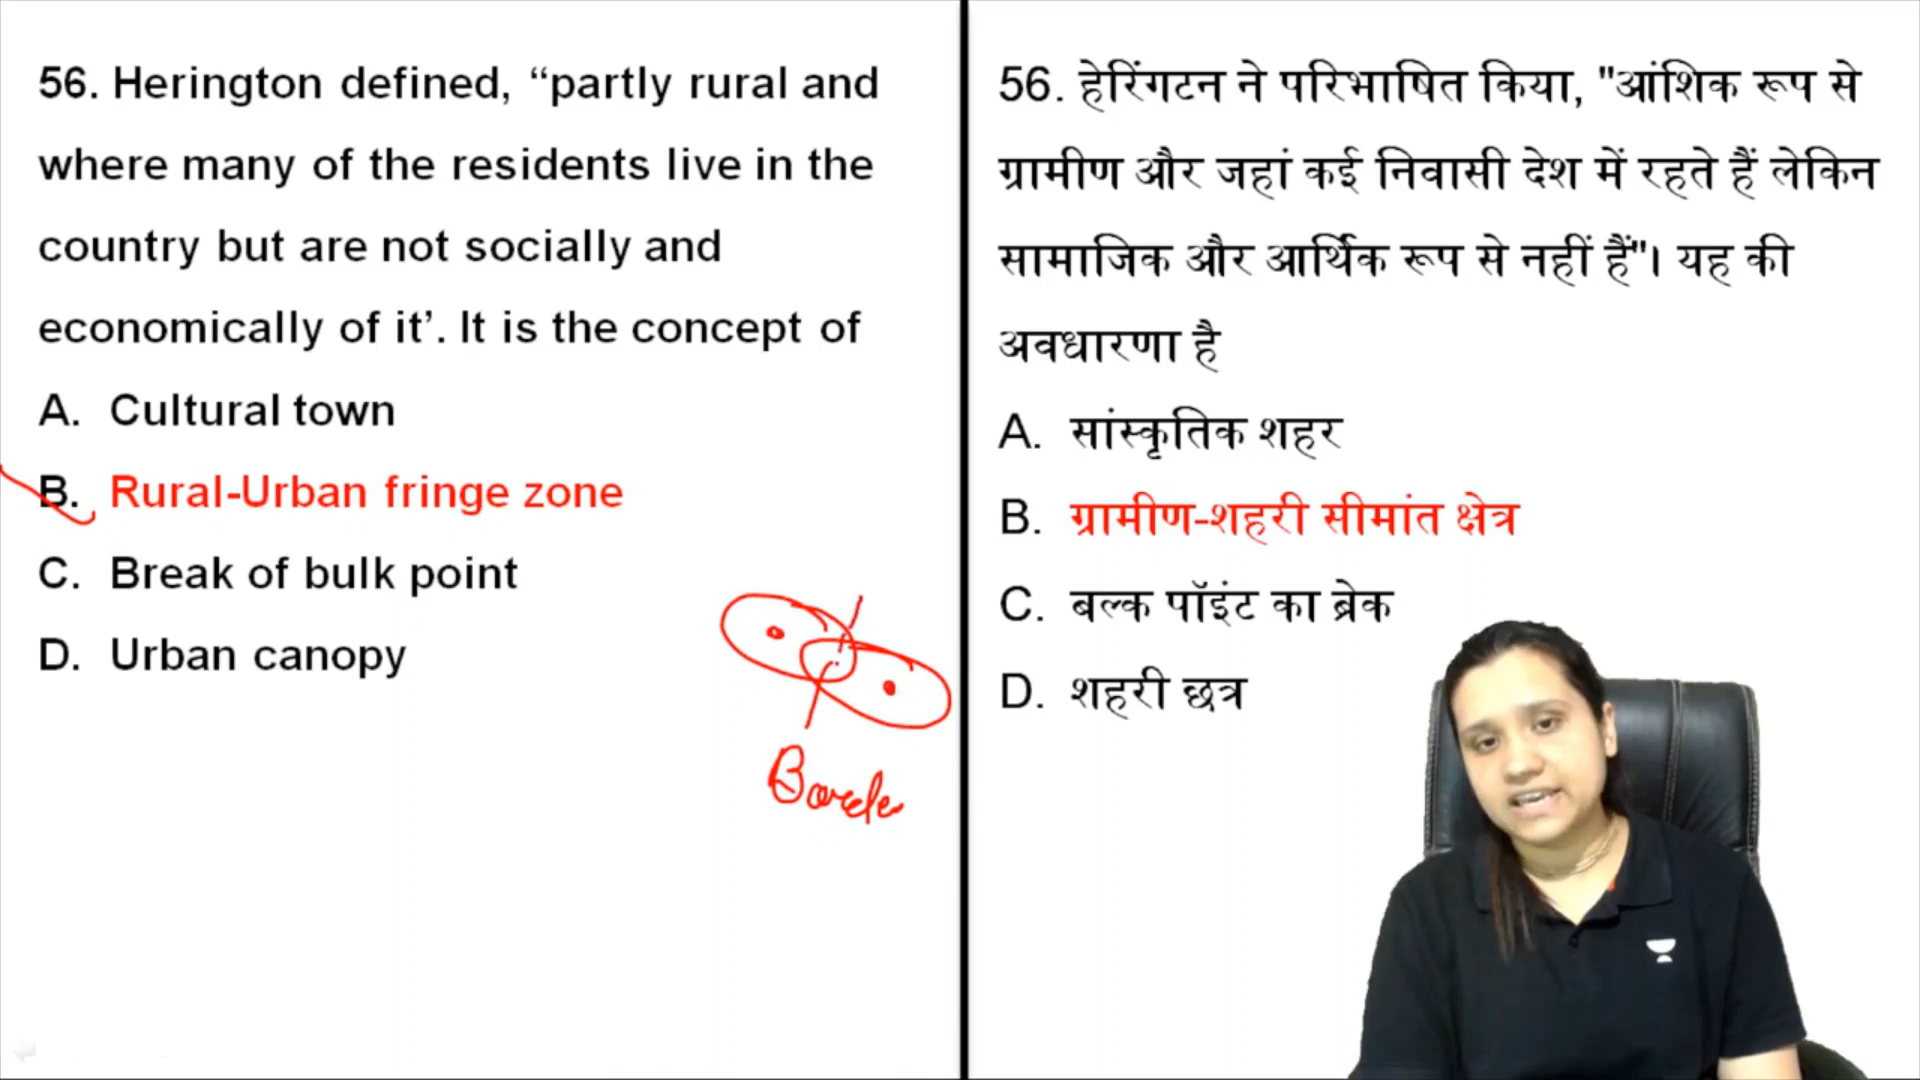 56. Herington defined, “partly rural and
where many of the residents live in the
country but are not socially and
economically of it’. It is the concept of
A. Cultural town
B. Rural-Urban fringe zone
C. Break of bulk point
D. Urban canopy
56. हेरिंगटन ने परिभाषित किया, "आंशिक रूप से
ग्रामीण और जहां कई निवासी देश में रहते हैं लेकिन
सामाजिक और आर्थिक रूप से नहीं हैं"। यह की
अवधारणा है
A. सांस्कृतिक शहर
B. ग्रामीण-शहरी सीमांत क्षेत्र
C. बल्क पॉइंट का ब्रेक
D. शहरी छत्र